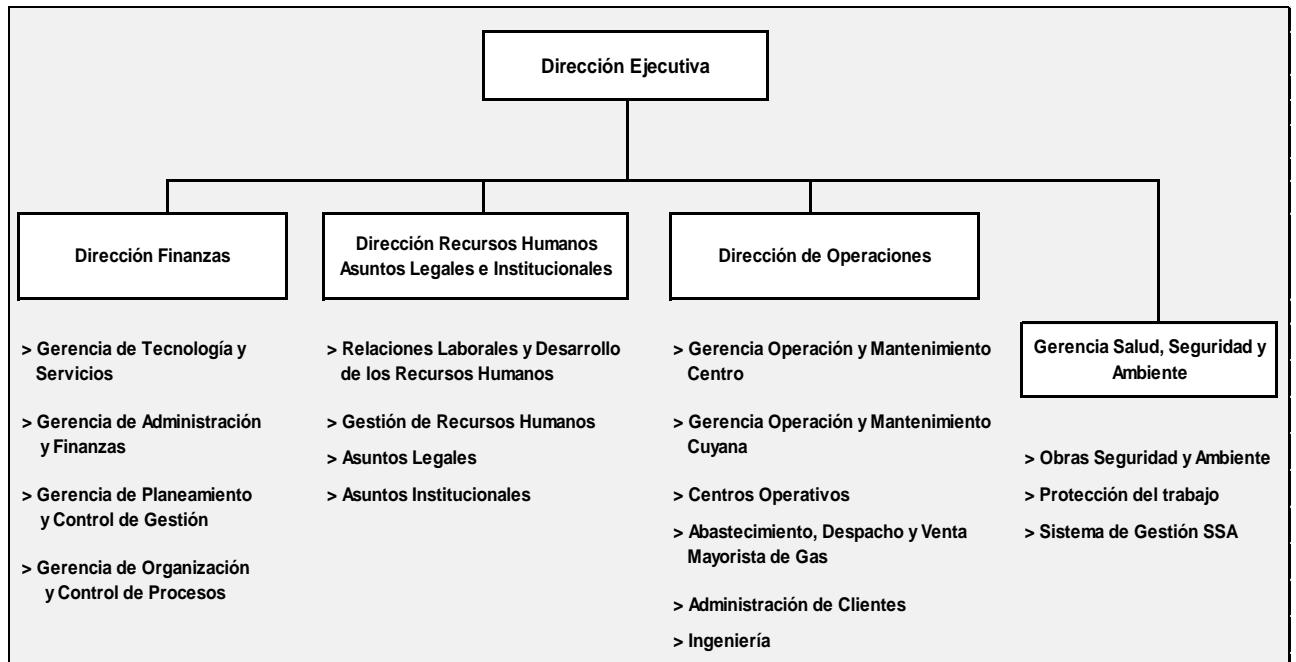 Dirección Ejecutiva
Dirección Finanzas
> Gerencia de Tecnología y
Servicios
> Gerencia de Administración
y Finanzas
> Gerencia de Planeamiento
y Control de Gestión
> Gerencia de Organización
y Control de Procesos
Dirección Recursos Humanos
Asuntos Legales e Institucionales
> Relaciones Laborales y Desarrollo
de los Recursos Humanos
> Gestión de Recursos Humanos
> Asuntos Legales
> Asuntos Institucionales
Dirección de Operaciones
> Gerencia Operación y Mantenimiento
Centro
> Gerencia Operación y Mantenimiento
Cuyana
> Centros Operativos
> Abastecimiento, Despacho y Venta
Mayorista de Gas
> Administración de Clientes
> Ingeniería
Gerencia Salud, Seguridad y
Ambiente
> Obras Seguridad y Ambiente
> Protección del trabajo
> Sistema de Gestión SSA